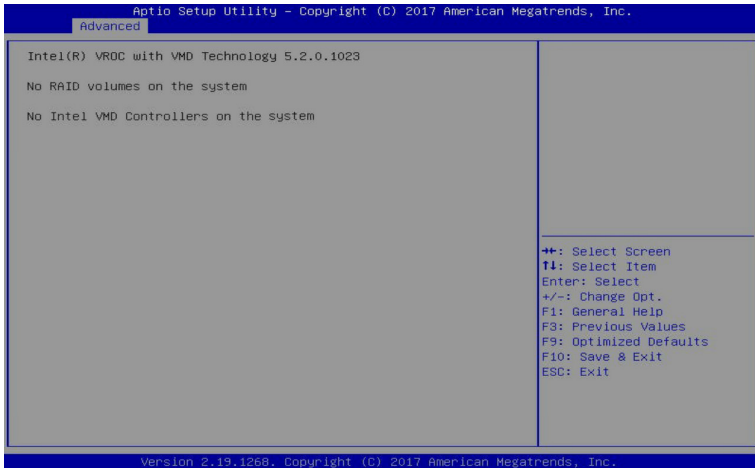 Aptio Setup Utility – Copyright (C) 2017 American Megatrends, Inc.
Advanced
Intel(R) VROC with VMD Technology 5.2.0.1023
No RAID volumes on the system
No Intel VMD Controllers on the system
→←: Select Screen
↑↓: Select Item
Enter: Select
+/-: Change Opt.
F1: General Help
F3: Previous Values
F9: Optimized Defaults
F10: Save & Exit
ESC: Exit
Version 2.19.1268. Copyright (C) 2017 American Megatrends, Inc.